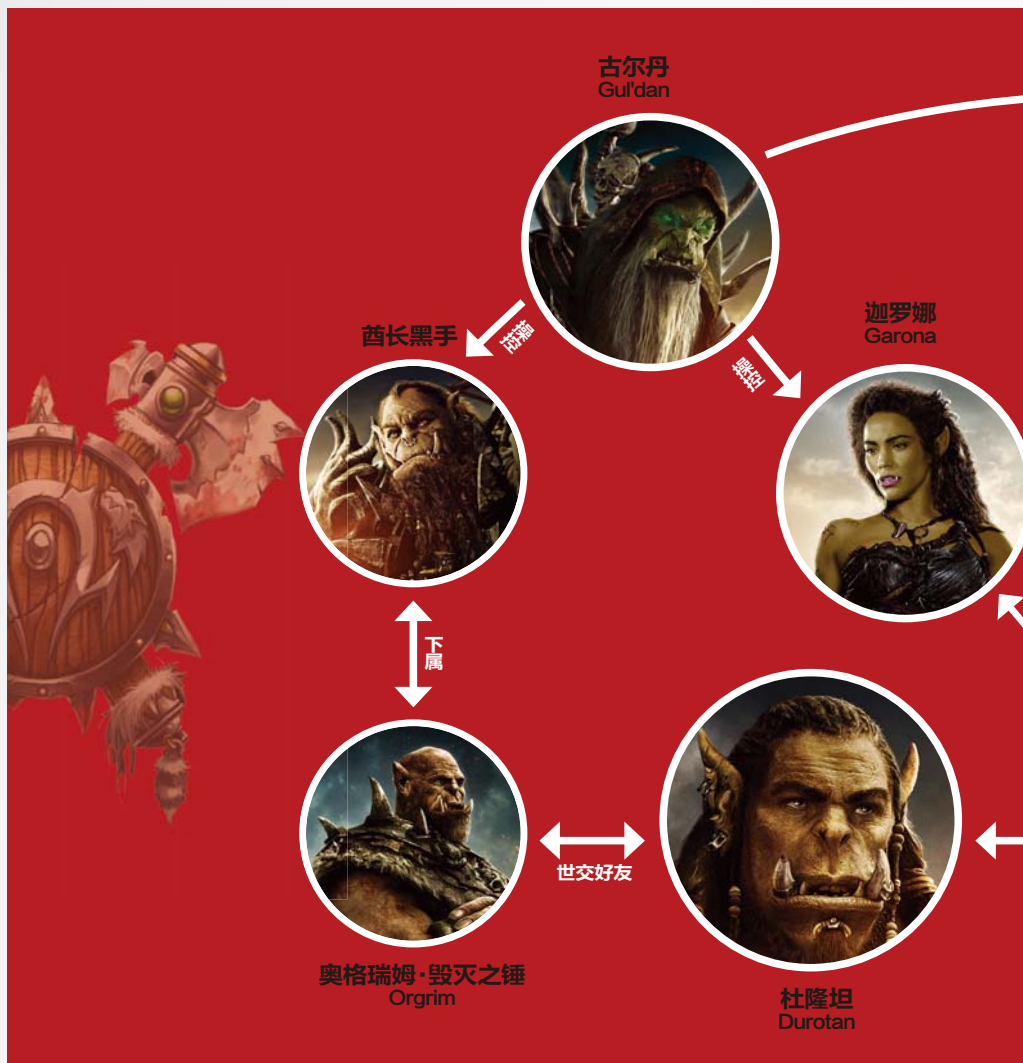 古尔丹
Gul'dan
迦罗娜
Garona
酋长黑手
操控
操控
下属
世交好友
奥格瑞姆·毁灭之锤
Orgrim
杜隆坦
Durotan